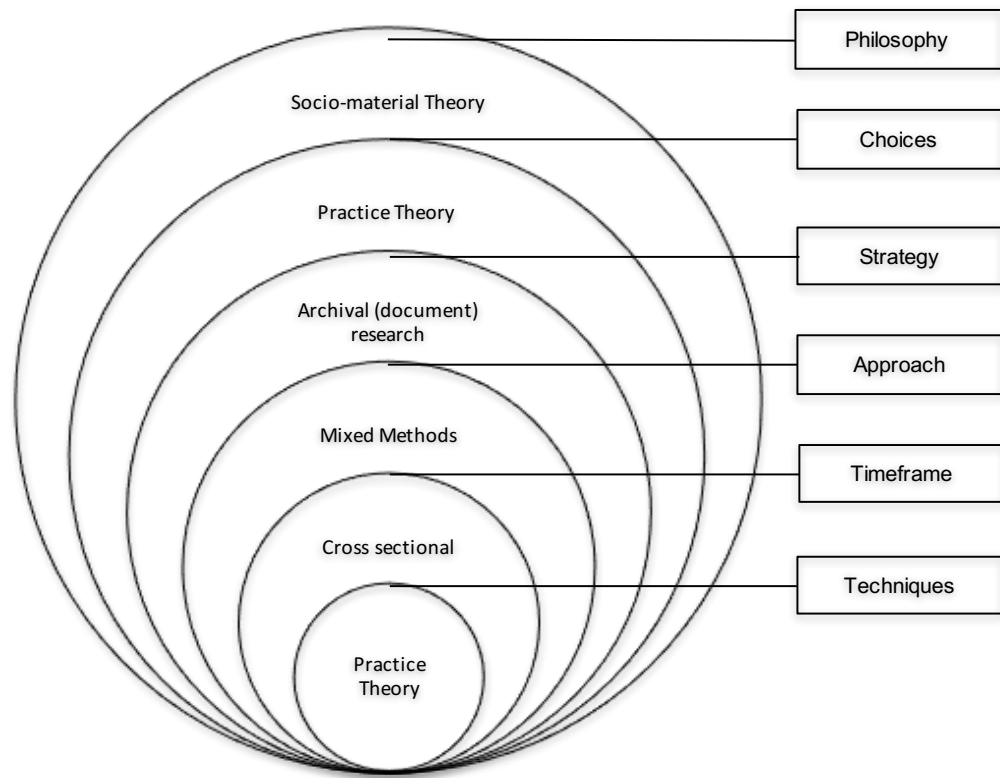 Philosophy
Socio-material Theory
Choices
Practice Theory
Strategy
Archival (document)
research
Approach
Mixed Methods
Timeframe
Cross sectional
Techniques
Practice
Theory